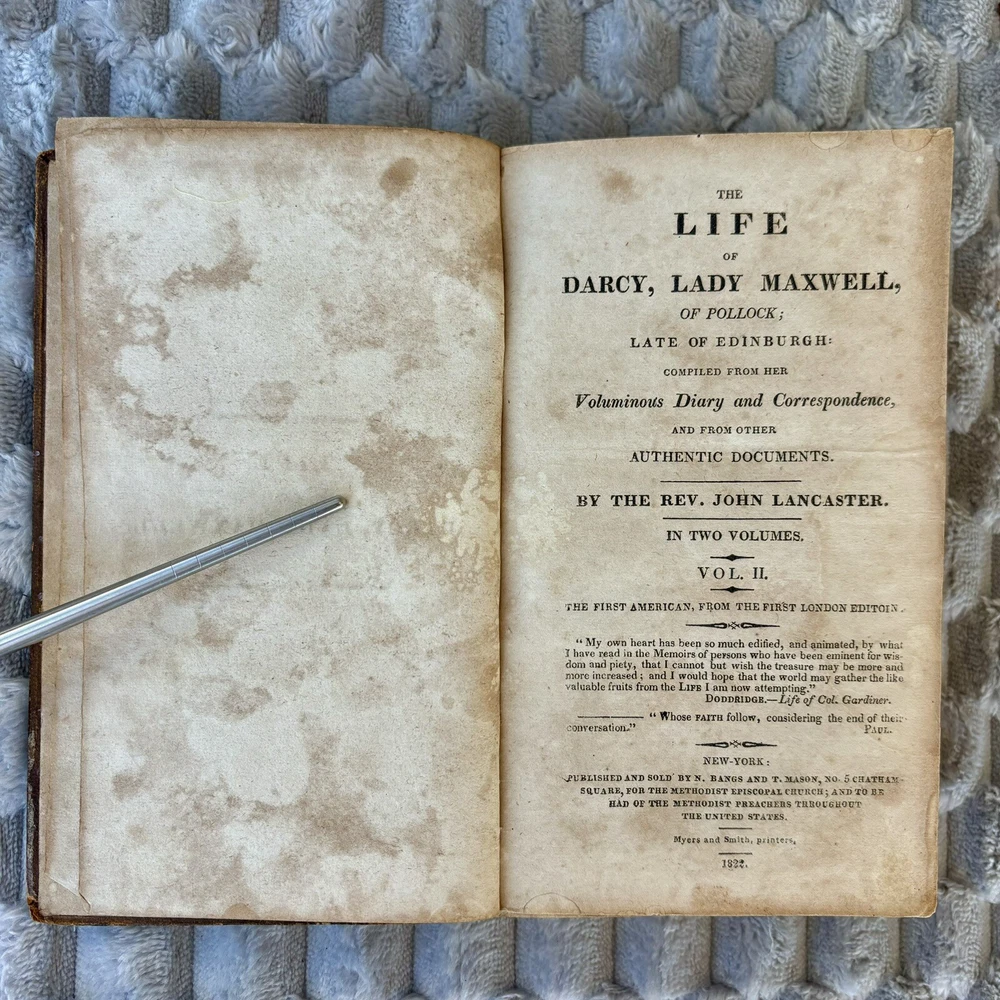 THE
LIFE
OF
DARCY, LADY MAXWELL,
OF POLLOCK;
LATE OF EDINBURGH:
COMPILED FROM HER
Voluminous Diary and Correspondence,
AND FROM OTHER
AUTHENTIC DOCUMENTS.
BY THE REV. JOHN LANCASTER.
IN TWO VOLUMES.
VOL. II.
THE FIRST AMERICAN, FROM THE FIRST LONDON EDITOIN.
" My own heart has been so much edified, and animated, by what
I have read in the Memoirs of persons who have been eminent for wis-
dom and piety, that I cannot but wish the treasure may be more and
more increased; and I would hope that the world may gather the like
valuable fruits from the LIFE I am now attempting."
DODDRIDGE.—Life of Col. Gardiner.
" Whose FAITH follow, considering the end of their
conversation." PAUL.
NEW-YORK:
PUBLISHED AND SOLD BY N. BANGS AND T. MASON, NO. 5 CHATHAM-
SQUARE, FOR THE METHODIST EPISCOPAL CHURCH; AND TO BE
HAD OF THE METHODIST PREACHERS THROUGHOUT
THE UNITED STATES.
Myers and Smith, printers,
1822.